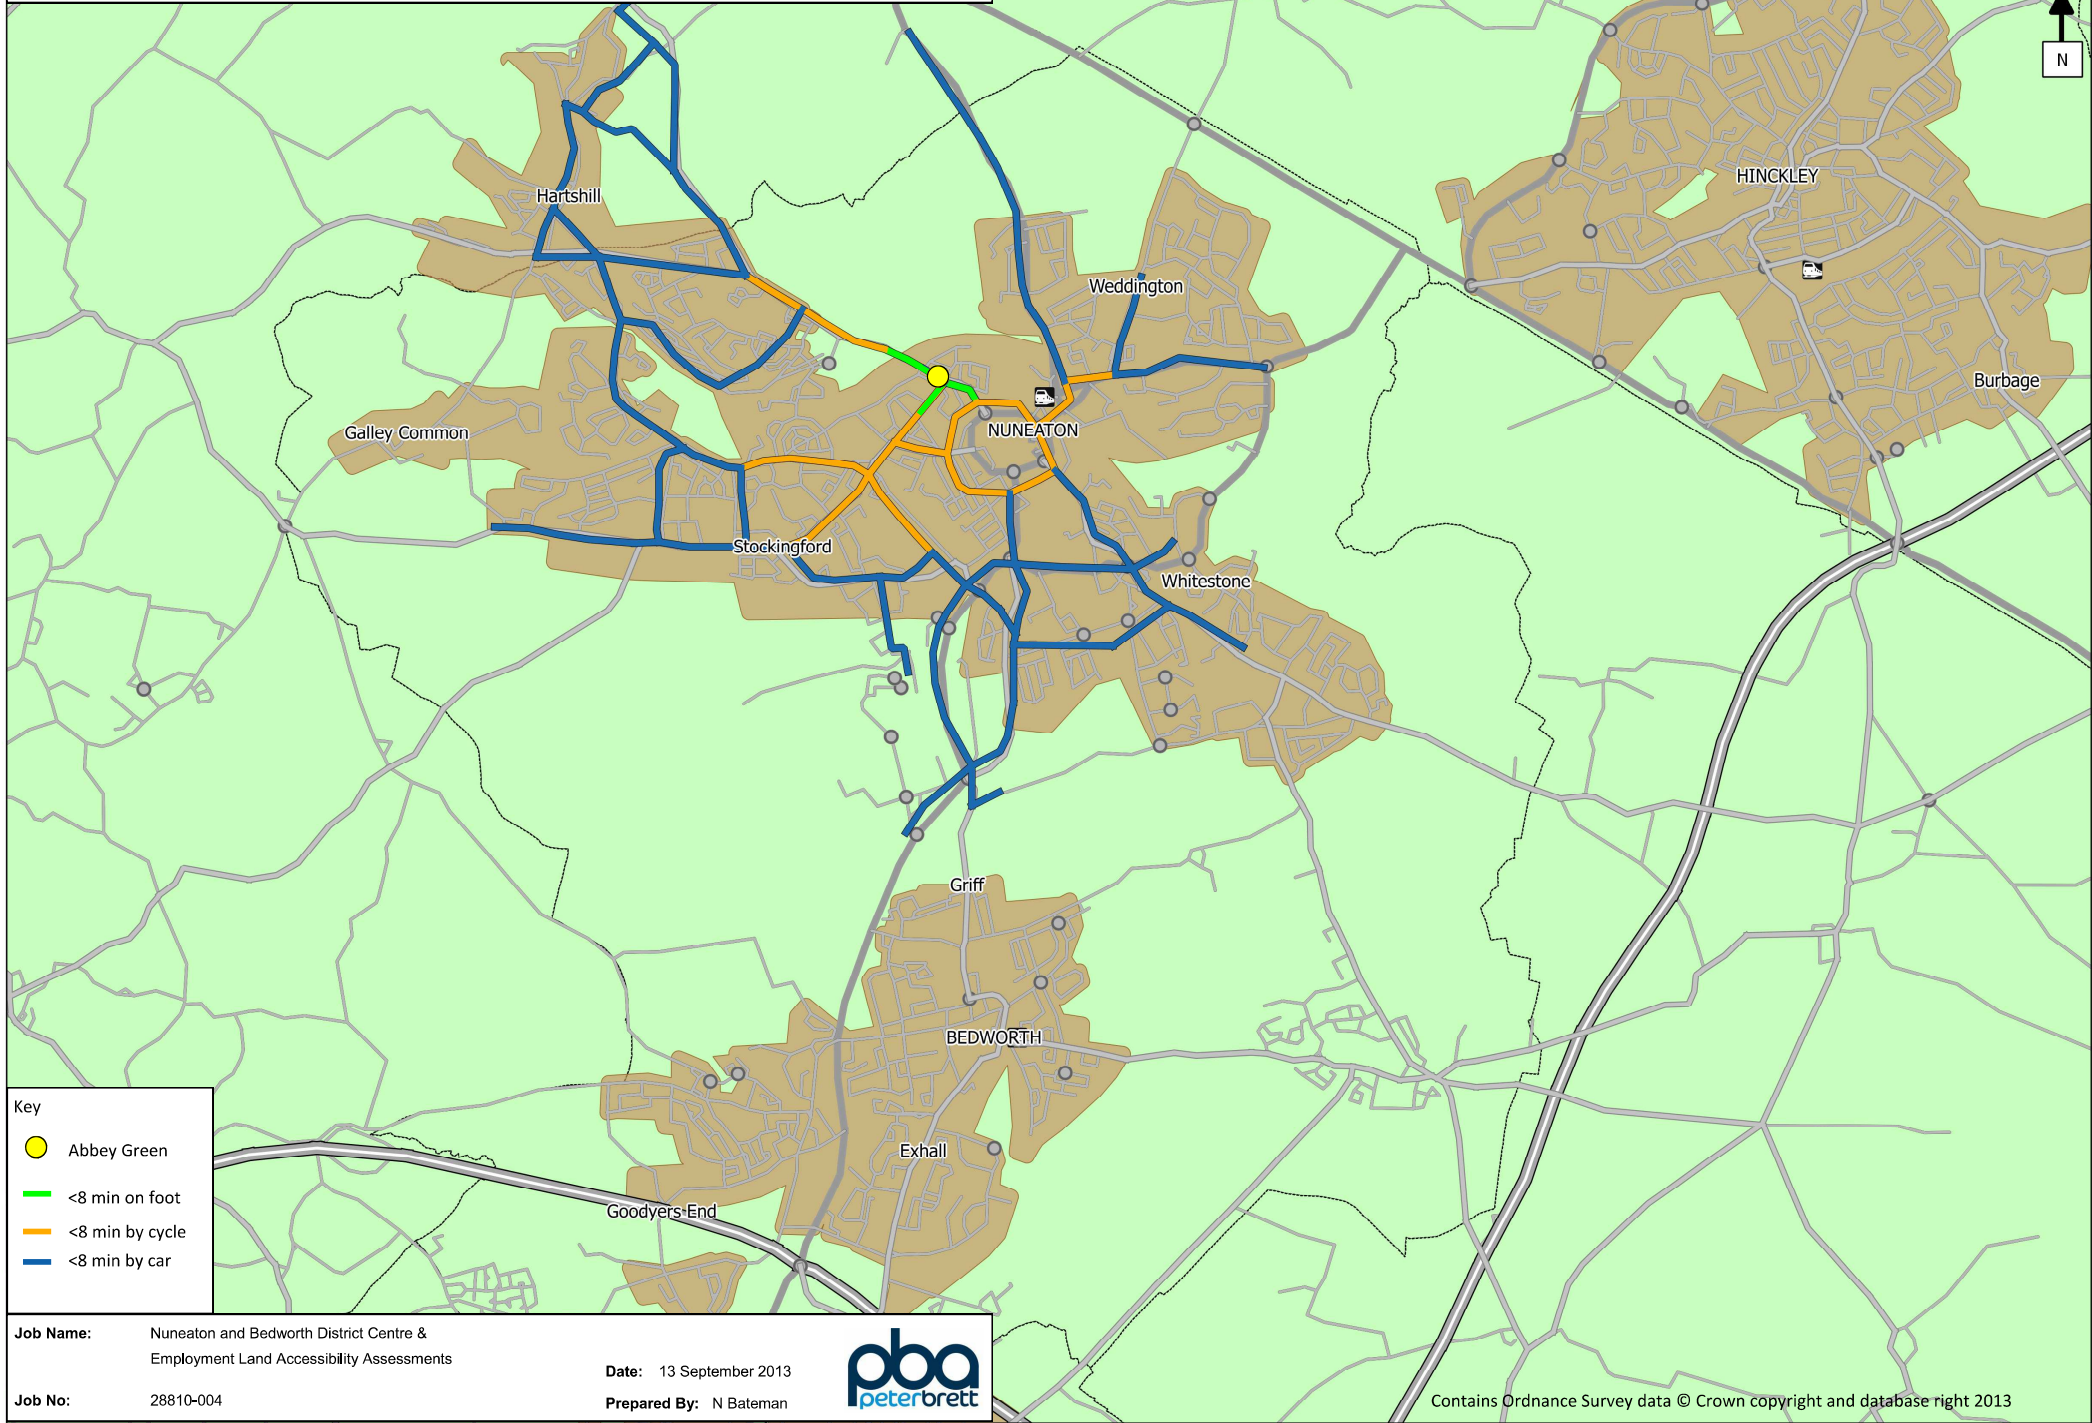 N
HINCKLEY
Hartshill
Weddington
Burbage
Galley Common
NUNEATON
Stockingford
Whitestone
Griff
BEDWORTH
Exhall
Goodyers End
Key
Abbey Green
<8 min on foot
<8 min by cycle
<8 min by car
Job Name: Nuneaton and Bedworth District Centre &
Employment Land Accessibility Assessments
Date: 13 September 2013
Job No: 28810-004
Prepared By: N Bateman
pba
peterbrett
Contains Ordnance Survey data © Crown copyright and database right 2013